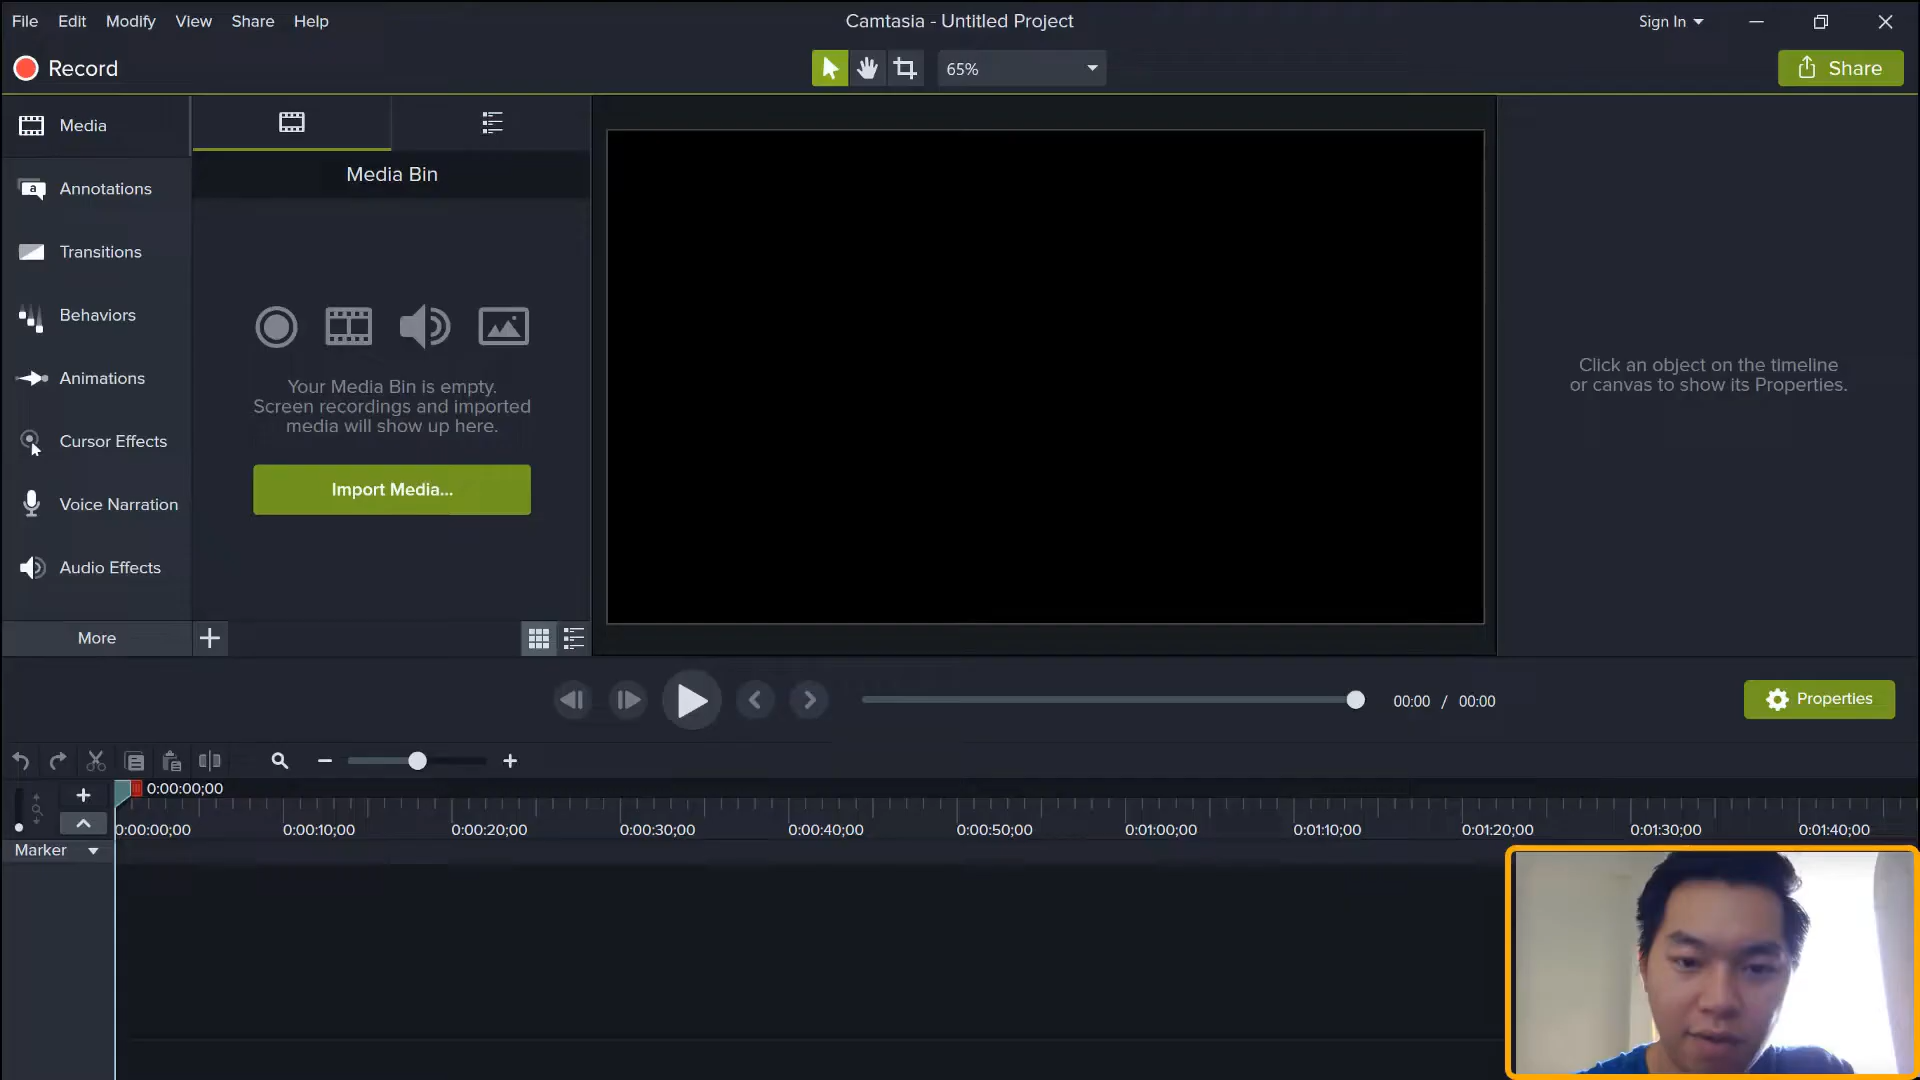 File Edit Modify View Share Help
Camtasia - Untitled Project
Sign In
Record
65%
Share
Media
Annotations
Transitions
Behaviors
Animations
Cursor Effects
Voice Narration
Audio Effects
More
Media Bin
Your Media Bin is empty.
Screen recordings and imported
media will show up here.
Import Media...
Click an object on the timeline
or canvas to show its Properties.
00:00 / 00:00
Properties
0:00:00;00
0:00:00;00 0:00:10;00 0:00:20;00 0:00:30;00 0:00:40;00 0:00:50;00 0:01:00;00 0:01:10;00 0:01:20;00 0:01:30;00 0:01:40;00
Marker